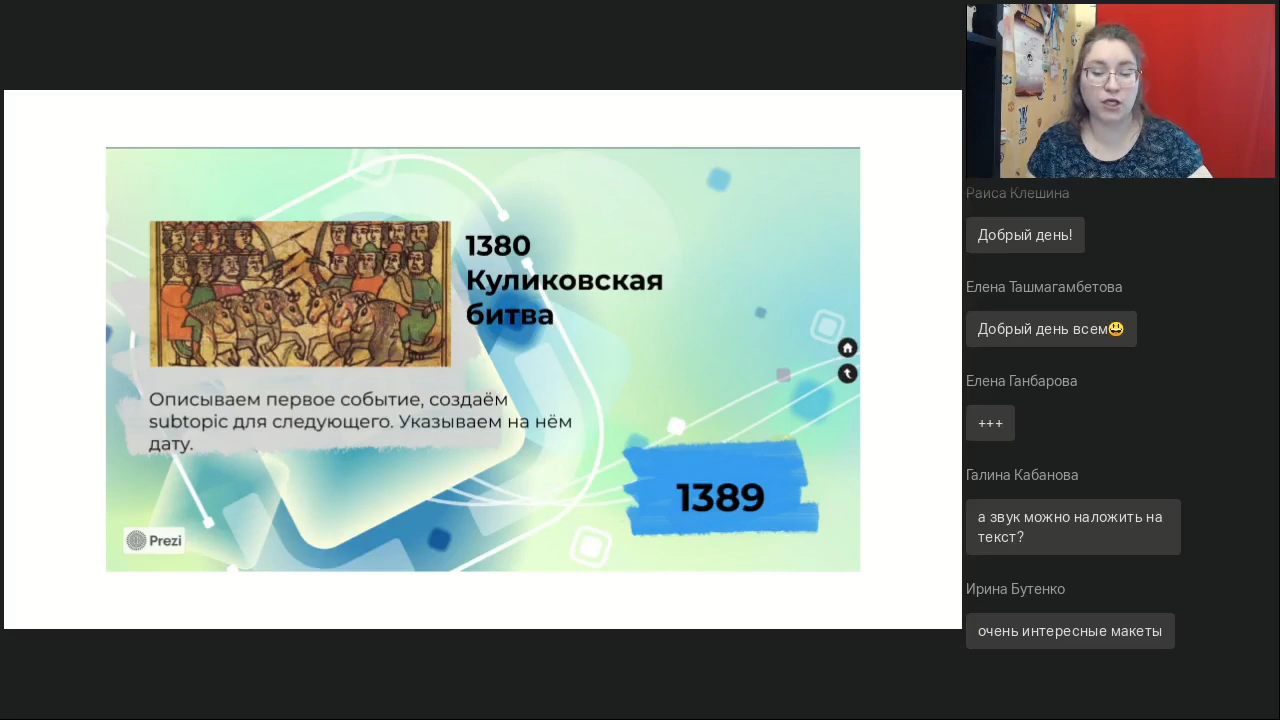 1380
Куликовская
битва
Описываем первое событие, создаём
subtopic для следующего. Указываем на нём
дату.
1389
Prezi
Раиса Клешина
Добрый день!
Елена Ташмагамбетова
Добрый день всем😃
Елена Ганбарова
+++
Галина Кабанова
а звук можно наложить на
текст?
Ирина Бутенко
очень интересные макеты